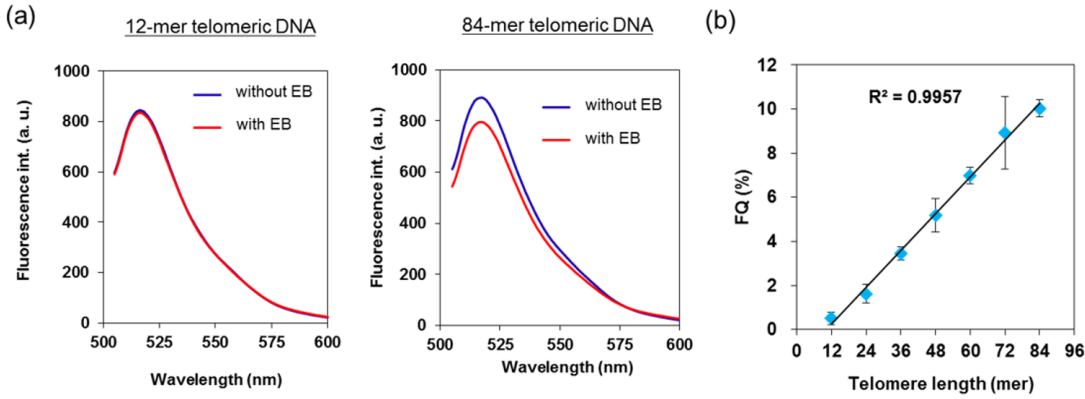 (a)
12-mer telomeric DNA
84-mer telomeric DNA
(b)
1000
800
600
400
200
0
500
525
550
575
600
Fluorescence int. (a. u.)
Wavelength (nm)
without EB
with EB
1000
800
600
400
200
0
500
525
550
575
600
Fluorescence int. (a. u.)
Wavelength (nm)
without EB
with EB
12
10
8
6
4
2
0
0 12 24 36 48 60 72 84 96
FQ (%)
R² = 0.9957
Telomere length (mer)